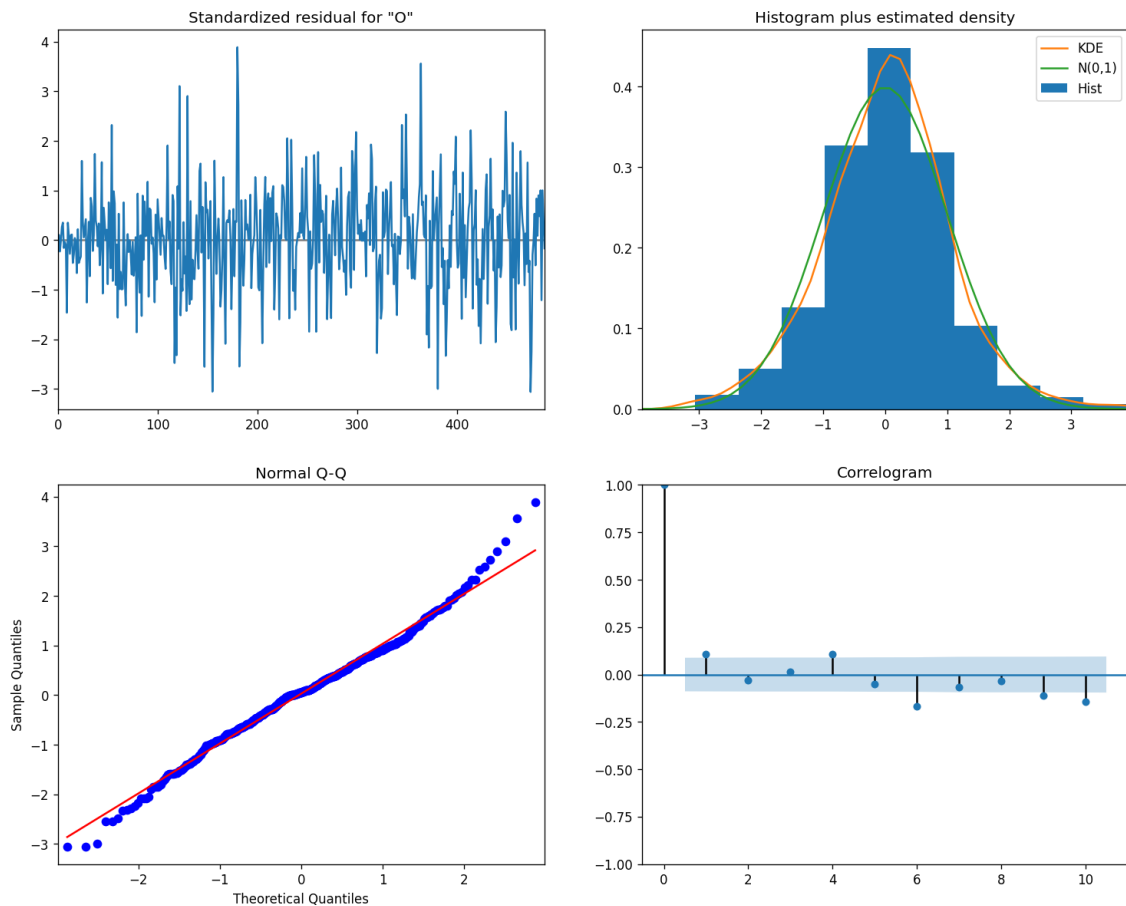 Standardized residual for "O"
4
3
2
1
0
−1
−2
−3
0 100 200 300 400
Histogram plus estimated density
KDE
N(0,1)
Hist
0.4
0.3
0.2
0.1
0.0
−3 −2 −1 0 1 2 3
Normal Q-Q
Sample Quantiles
4
3
2
1
0
−1
−2
−3
−2 −1 0 1 2
Theoretical Quantiles
Correlogram
1.00
0.75
0.50
0.25
0.00
−0.25
−0.50
−0.75
−1.00
0 2 4 6 8 10